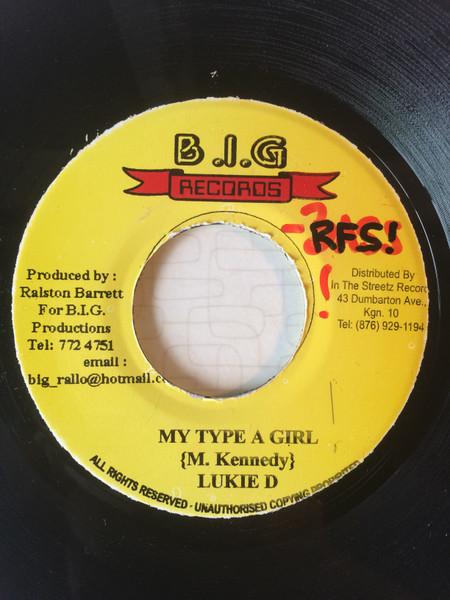 B.I.G
RECORDS
RFS!
!
Produced by :
Ralston Barrett
For B.I.G.
Productions
Tel: 772 4751
email :
big_rallo@hotmail.c
Distributed By
In The Streetz Record
43 Dumbarton Ave.,
Kgn. 10
Tel: (876) 929-1194
MY TYPE A GIRL
{M. Kennedy}
LUKIE D
ALL RIGHTS RESERVED - UNAUTHORISED COPYING PROHIBITED